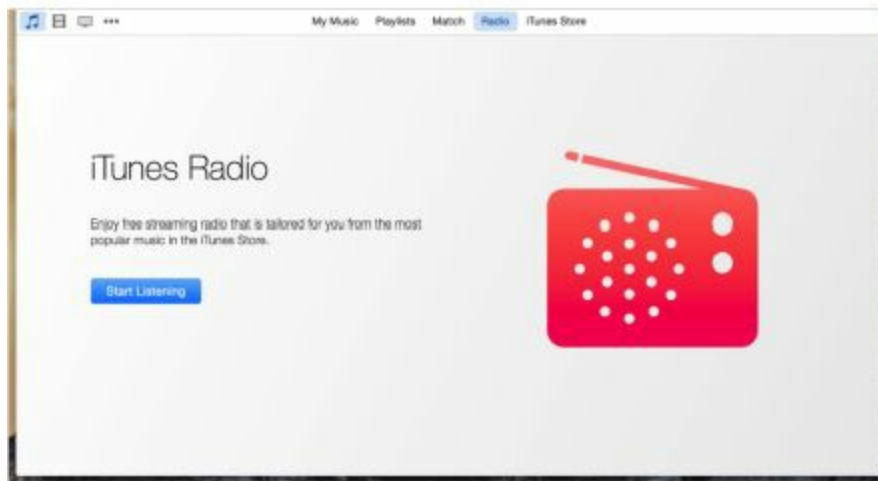 My Music Playlists Match Radio iTunes Store
iTunes Radio
Enjoy free streaming radio that is tailored for you from the most
popular music in the iTunes Store.
Start Listening